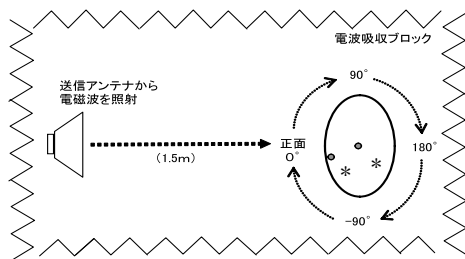 電波吸収ブロック
送信アンテナから
電磁波を照射
90°
正面
0°
180°
(1.5m)
-90°